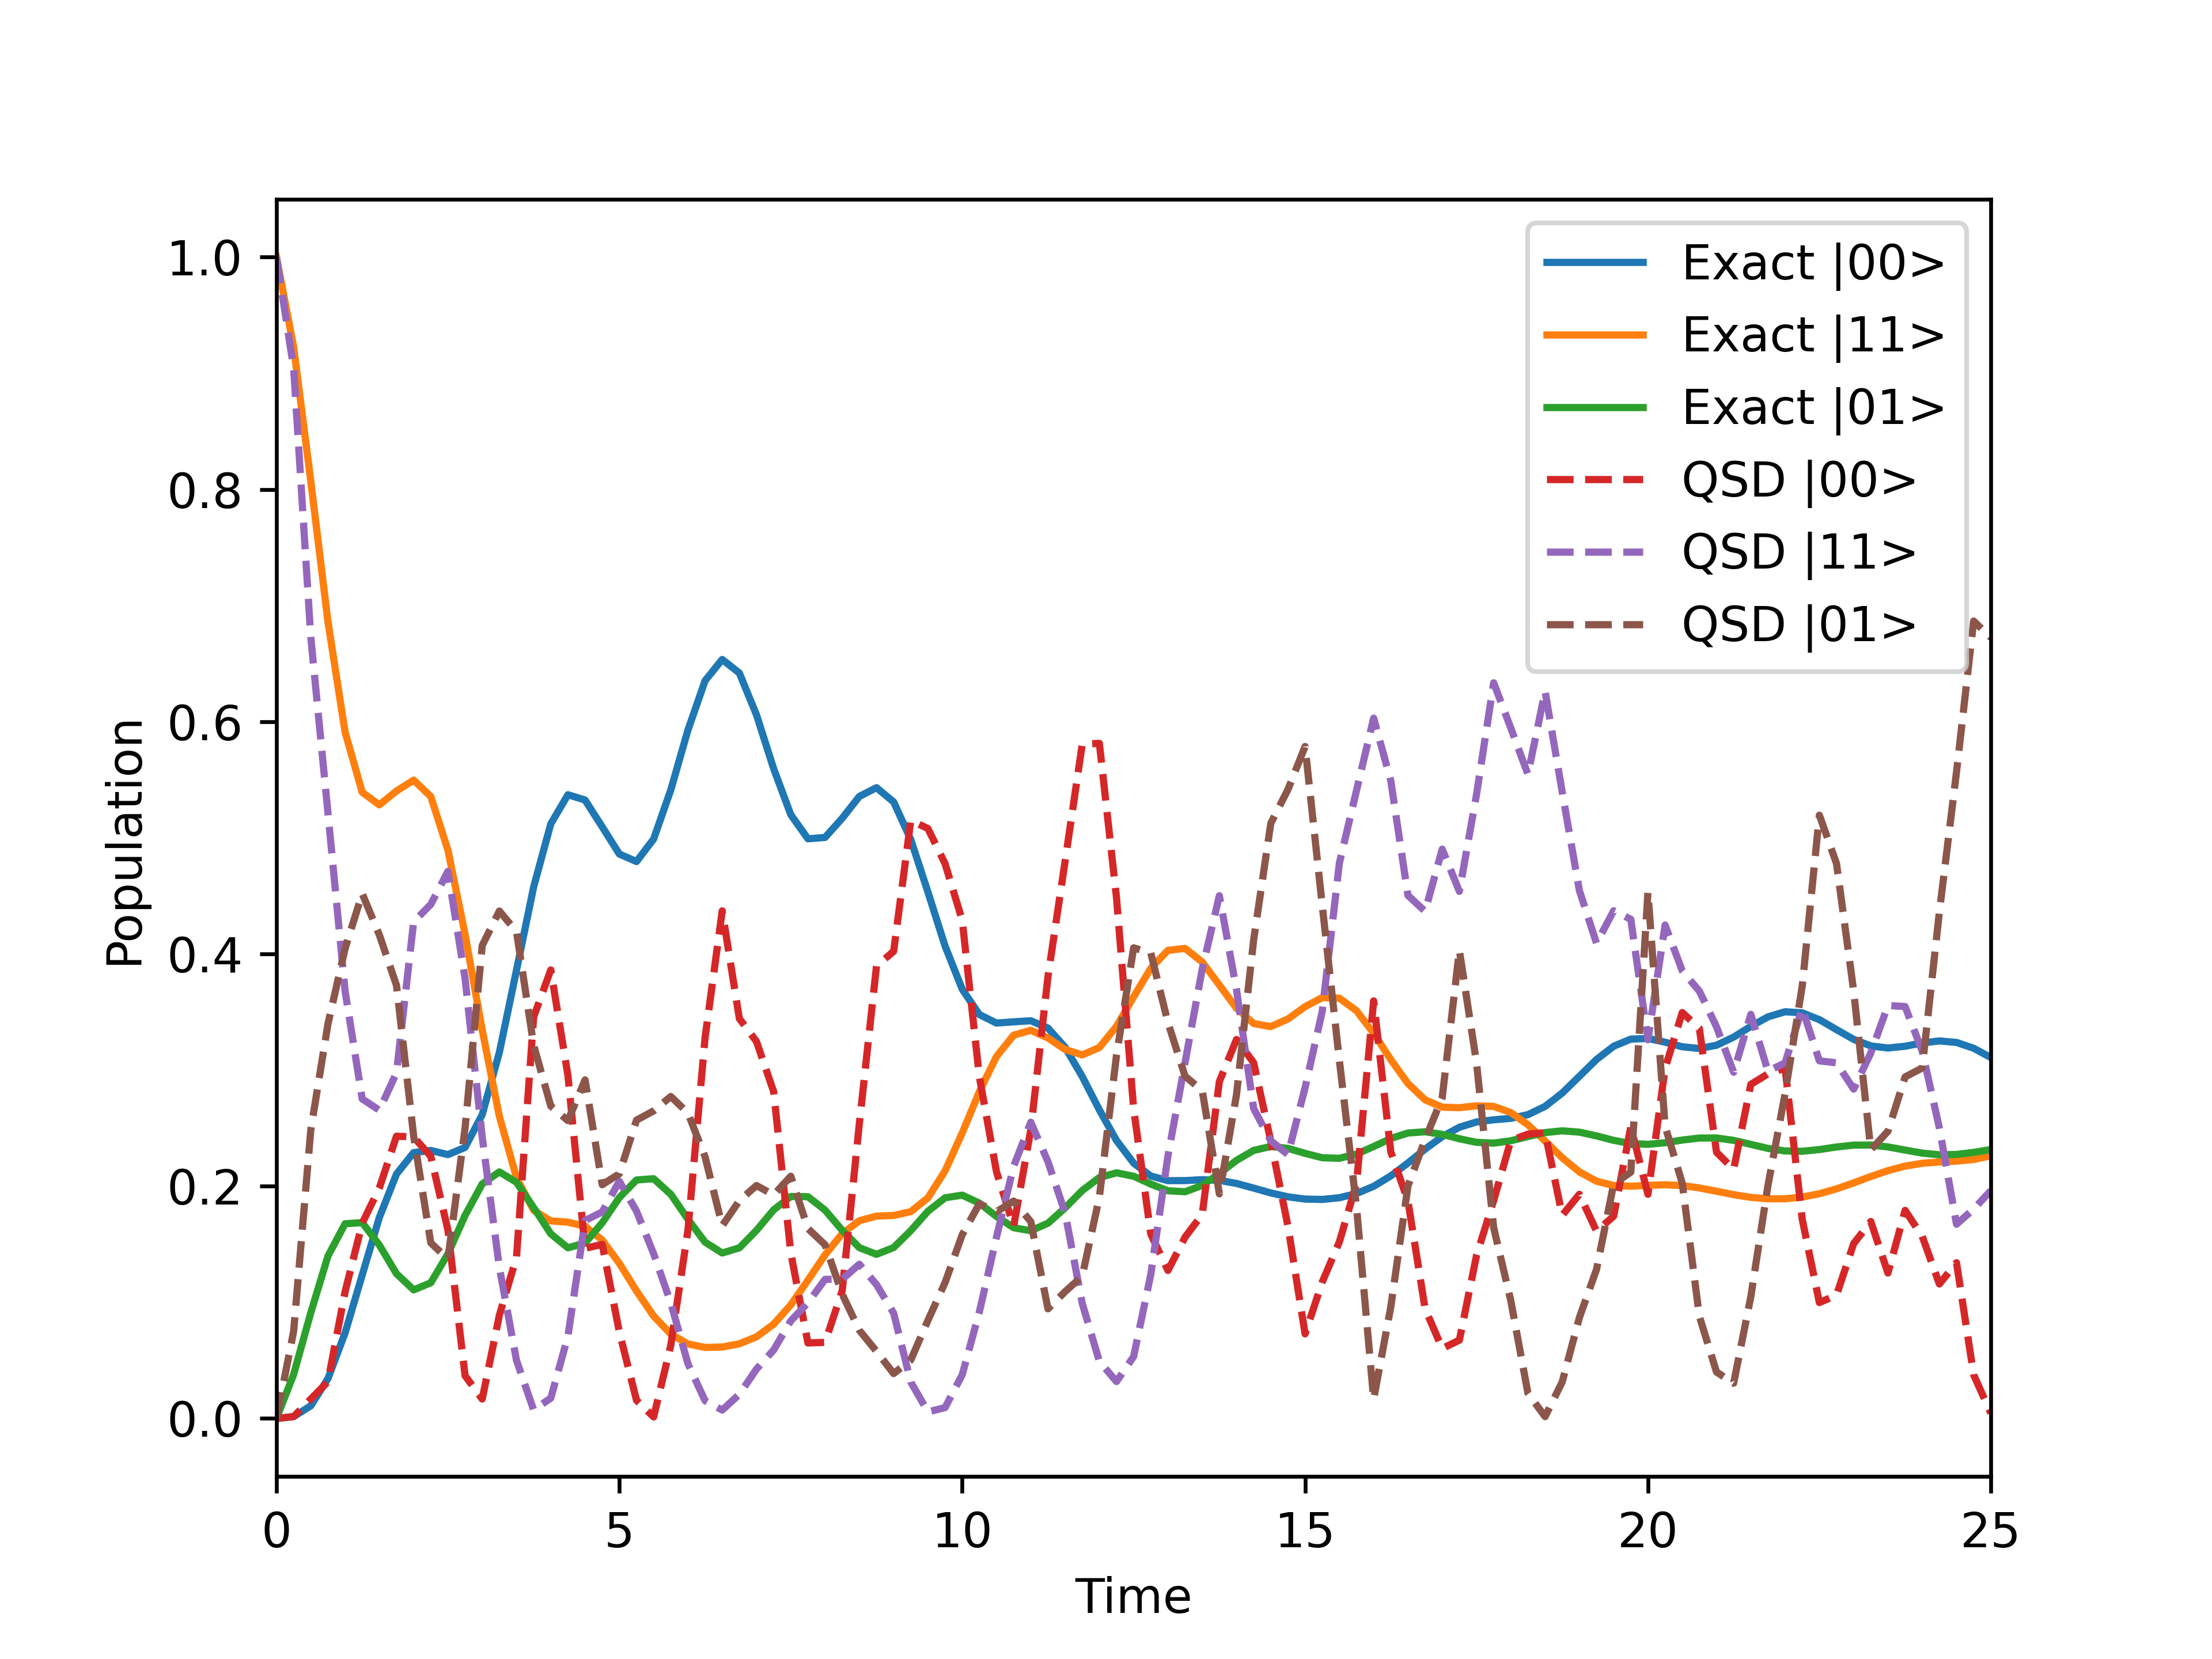 1.0
0.8
0.6
0.4
0.2
0.0
Population
0
5
10
15
20
25
Time
Exact |00>
Exact |11>
Exact |01>
QSD |00>
QSD |11>
QSD |01>